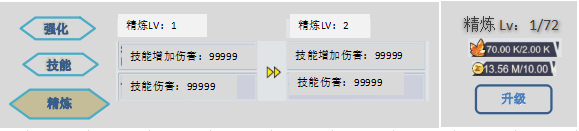 强化
技能
精炼
精炼LV：1
技能增加伤害：99999
技能伤害：99999
精炼LV：2
技能增加伤害：99999
技能伤害：99999
精炼 Lv：1/72
70.00 K/2.00 K
13.56 M/10.00
升级